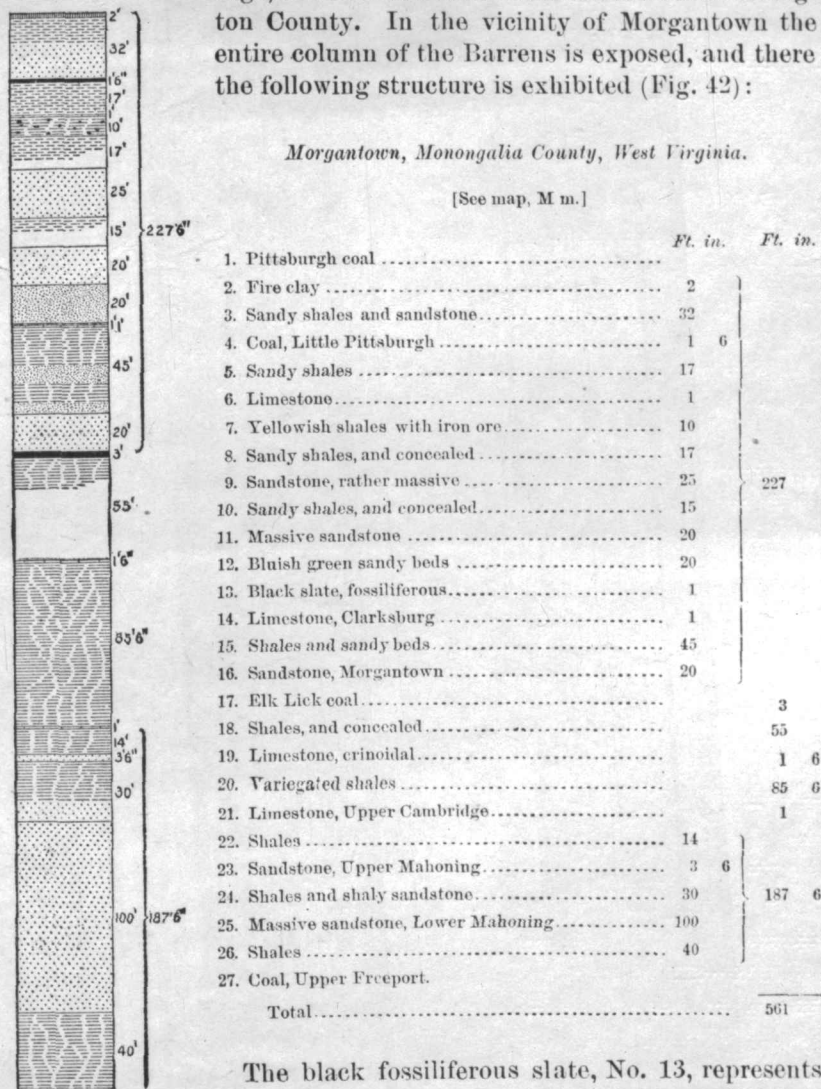 ton County. In the vicinity of Morgantown the
entire column of the Barrens is exposed, and there
the following structure is exhibited (Fig. 42):
Morgantown, Monongalia County, West Virginia.
[See map, M m.]
Ft. in. Ft. in.
1. Pittsburgh coal
2. Fire clay 2
3. Sandy shales and sandstone 32
4. Coal, Little Pittsburgh 1 6
5. Sandy shales 17
6. Limestone 1
7. Yellowish shales with iron ore 10
8. Sandy shales, and concealed 17
9. Sandstone, rather massive 25 227
10. Sandy shales, and concealed 15
11. Massive sandstone 20
12. Bluish green sandy beds 20
13. Black slate, fossiliferous 1
14. Limestone, Clarksburg 1
15. Shales and sandy beds 45
16. Sandstone, Morgantown 20
17. Elk Lick coal 3
18. Shales, and concealed 55
19. Limestone, crinoidal 1 6
20. Variegated shales 85 6
21. Limestone, Upper Cambridge 1
22. Shales 14
23. Sandstone, Upper Mahoning 3 6
24. Shales and shaly sandstone 30 187 6
25. Massive sandstone, Lower Mahoning 100
26. Shales 40
27. Coal, Upper Freeport.
Total 561
The black fossiliferous slate, No. 13, represents
2'
32'
1'6"
17'
1'
10'
17'
25'
15'
227'6"
20'
20'
1'1'
45'
20'
3'
55'
1'6"
85'6"
1'
14'
3'6"
30'
100'
187'6"
40'